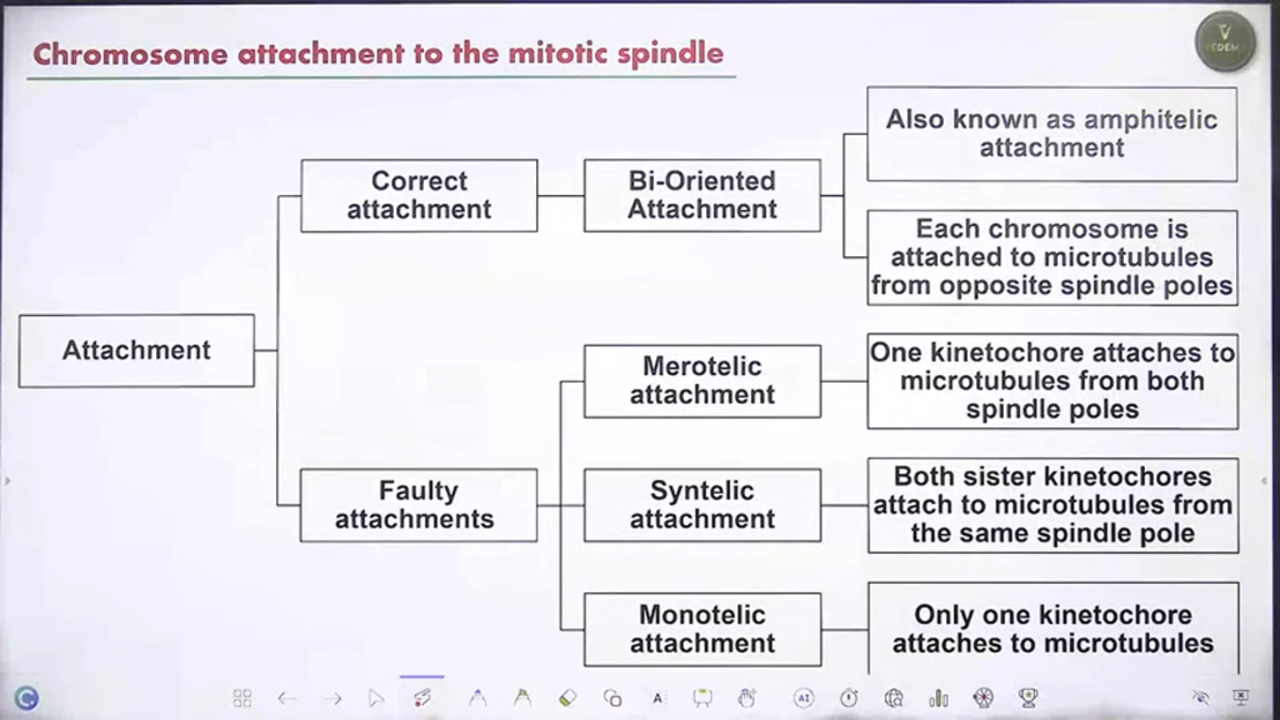 Chromosome attachment to the mitotic spindle
Also known as amphitelic
attachment
Correct
attachment
Bi-Oriented
Attachment
Each chromosome is
attached to microtubules
from opposite spindle poles
Attachment
Merotelic
attachment
One kinetochore attaches to
microtubules from both
spindle poles
Faulty
attachments
Syntelic
attachment
Both sister kinetochores
attach to microtubules from
the same spindle pole
Monotelic
attachment
Only one kinetochore
attaches to microtubules
A
AI